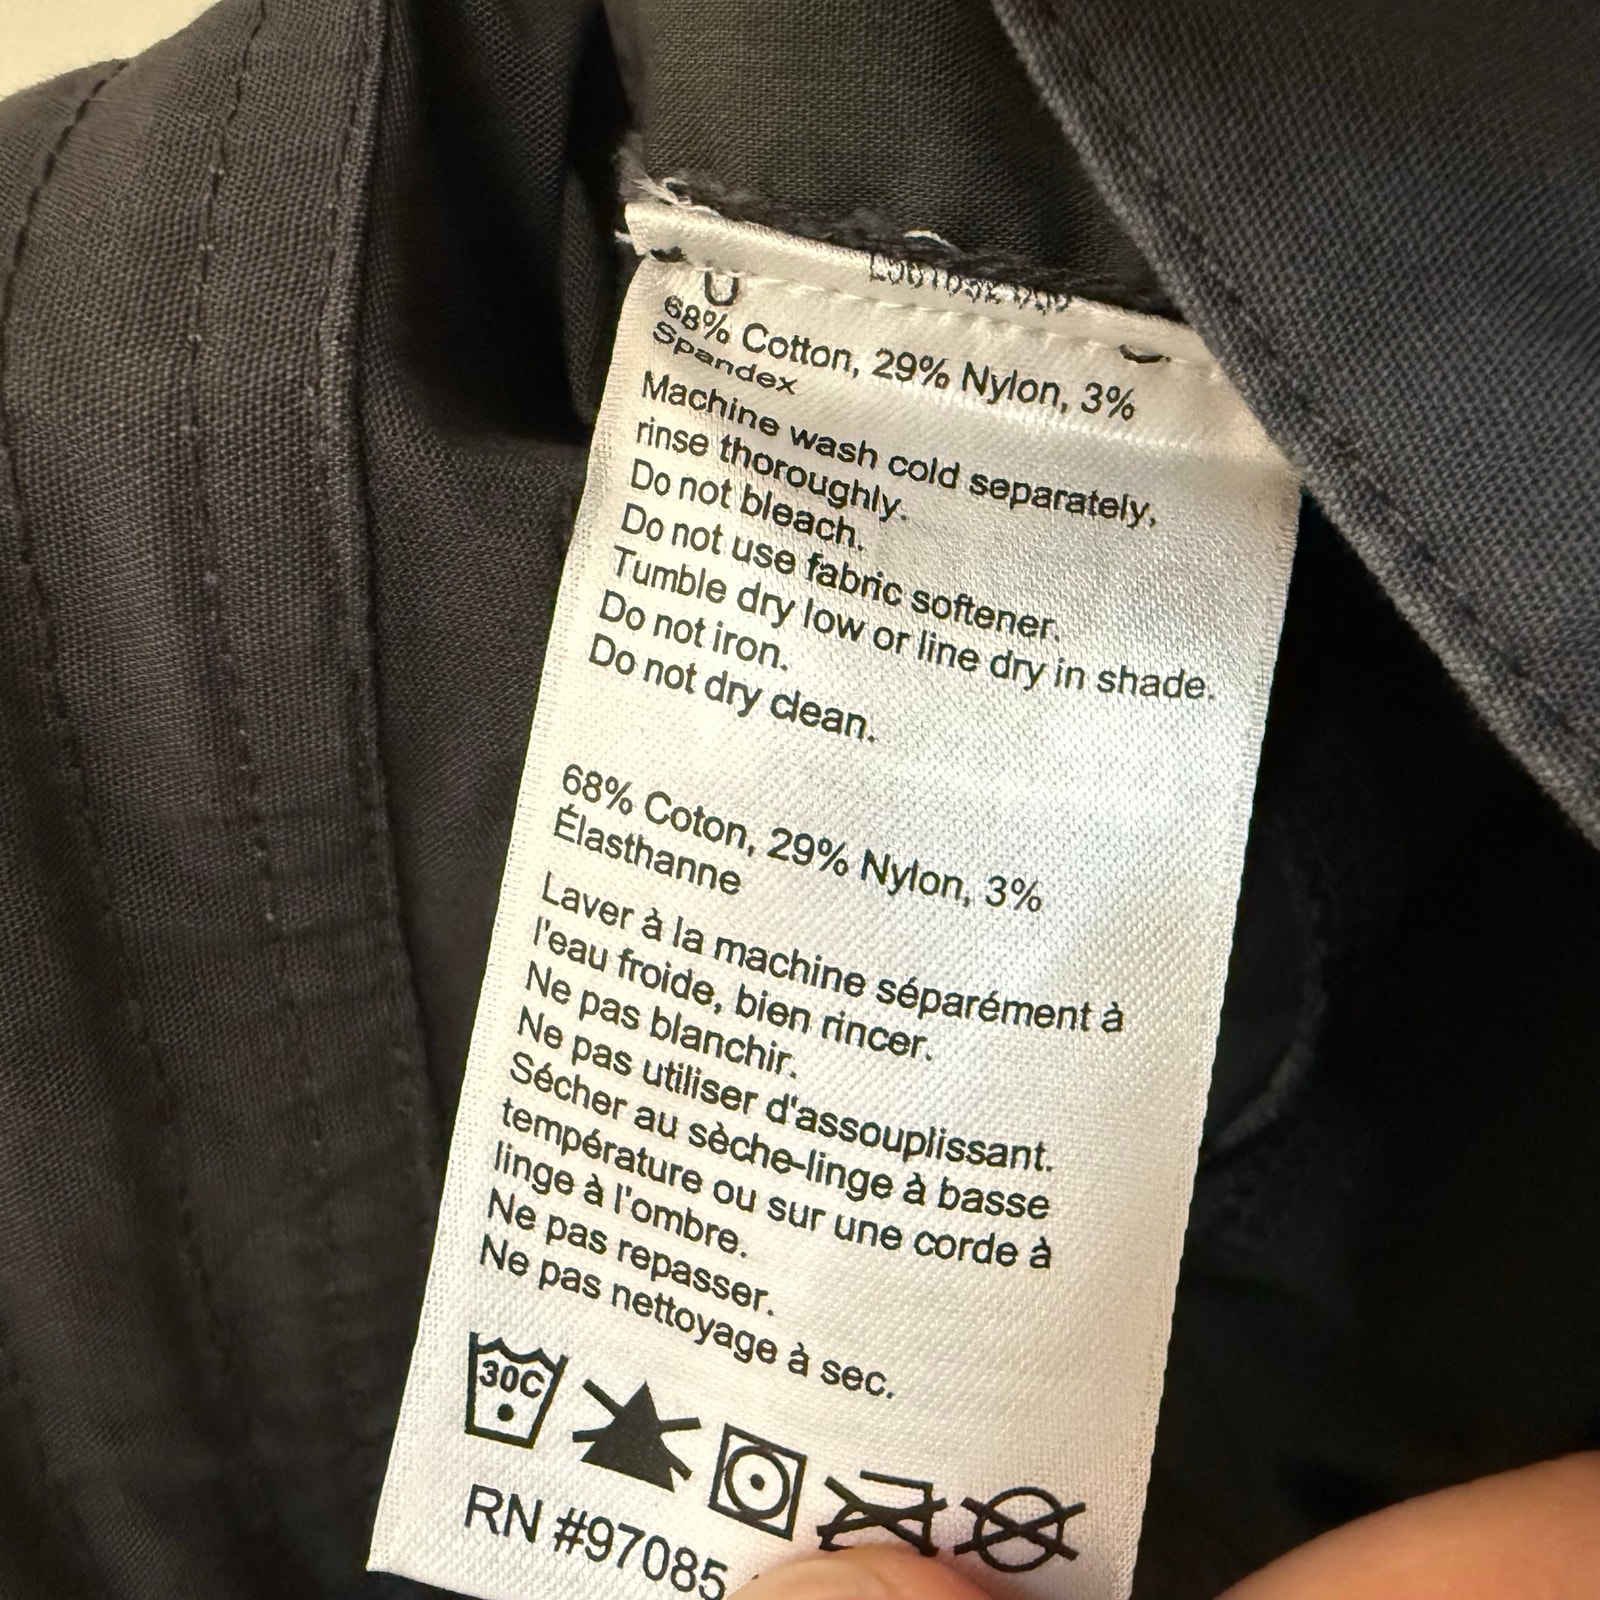 68% Cotton, 29% Nylon, 3%
Spandex
Machine wash cold separately,
rinse thoroughly.
Do not bleach.
Do not use fabric softener.
Tumble dry low or line dry in shade.
Do not iron.
Do not dry clean.
68% Coton, 29% Nylon, 3%
Élasthanne
Laver à la machine séparément à
l'eau froide, bien rincer.
Ne pas blanchir.
Ne pas utiliser d'assouplissant.
Sécher au sèche-linge à basse
température ou sur une corde à
linge à l'ombre.
Ne pas repasser.
Ne pas nettoyage à sec.
30C
RN #97085